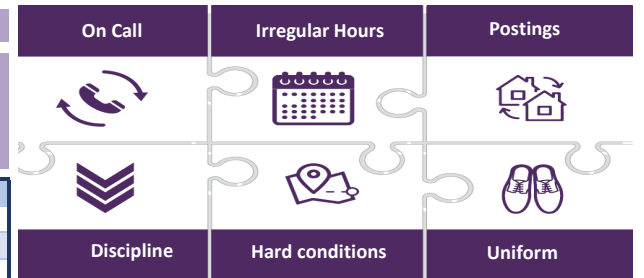 On Call
Irregular Hours
Postings
Discipline
Hard conditions
Uniform